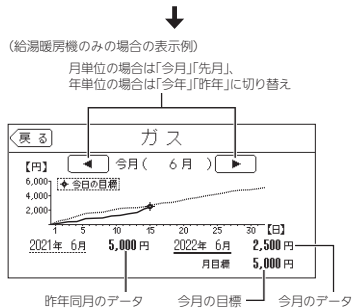 (給湯暖房機のみの場合の表示例)
月単位の場合は「今月」「先月」、
年単位の場合は「今年」「昨年」に切り替え
戻る ガス
【円】 ◀ 今月( 6月 ) ▶
6,000
4,000
2,000
今日の目標
1 5 10 15 20 25 30 【日】
2021年 6月 5,000円 2022年 6月 2,500円
月目標 5,000円
昨年同月のデータ 今月の目標 今月のデータ